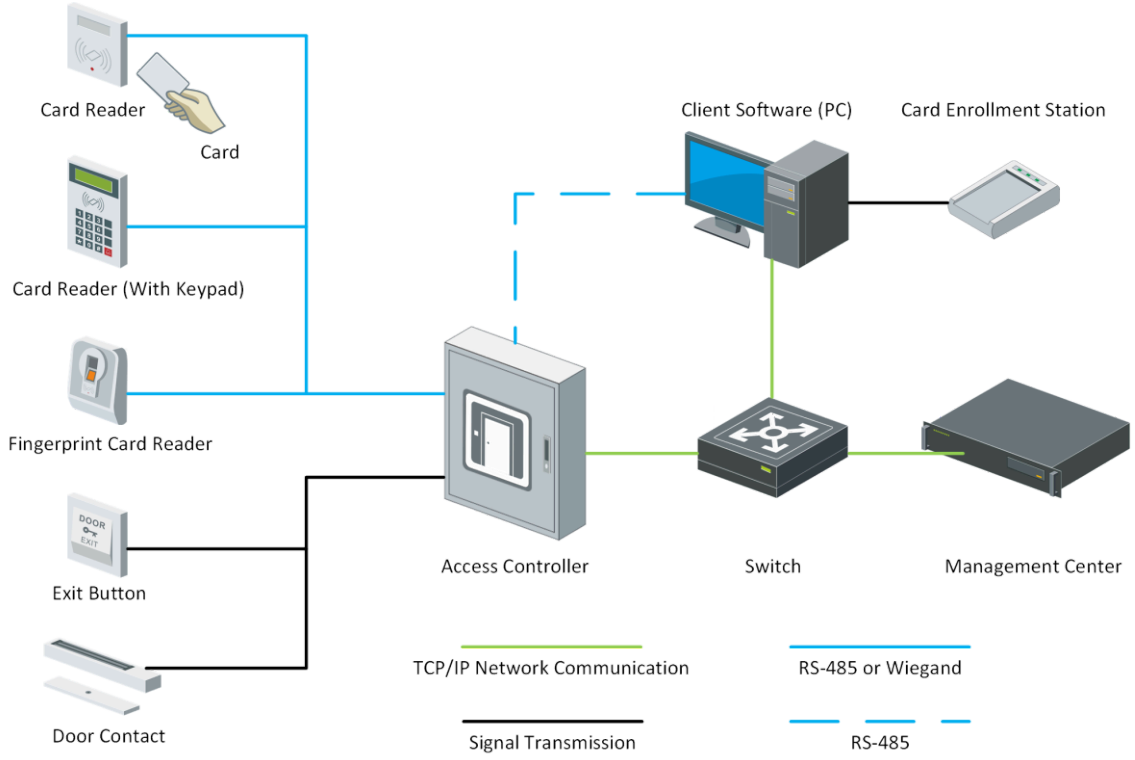 Card Reader
Card
Client Software (PC)
Card Enrollment Station
Card Reader (With Keypad)
Fingerprint Card Reader
DOOR
EXIT
Exit Button
Access Controller
Switch
Management Center
TCP/IP Network Communication
RS-485 or Wiegand
Door Contact
Signal Transmission
RS-485